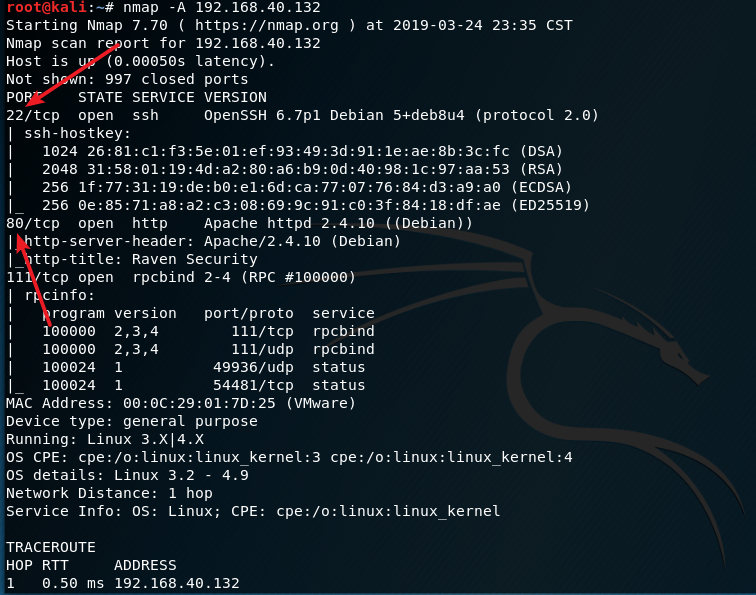 root@kali:~# nmap -A 192.168.40.132
Starting Nmap 7.70 ( https://nmap.org ) at 2019-03-24 23:35 CST
Nmap scan report for 192.168.40.132
Host is up (0.00050s latency).
Not shown: 997 closed ports
PORT    STATE SERVICE VERSION
22/tcp  open  ssh     OpenSSH 6.7p1 Debian 5+deb8u4 (protocol 2.0)
| ssh-hostkey:
|   1024 26:81:c1:f3:5e:01:ef:93:49:3d:91:1e:ae:8b:3c:fc (DSA)
|   2048 31:58:01:19:4d:a2:80:a6:b9:0d:40:98:1c:97:aa:53 (RSA)
|   256 1f:77:31:19:de:b0:e1:6d:ca:77:07:76:84:d3:a9:a0 (ECDSA)
|_  256 0e:85:71:a8:a2:c3:08:69:9c:91:c0:3f:84:18:df:ae (ED25519)
80/tcp  open  http    Apache httpd 2.4.10 ((Debian))
|_http-server-header: Apache/2.4.10 (Debian)
|_http-title: Raven Security
111/tcp open  rpcbind 2-4 (RPC #100000)
| rpcinfo:
|   program version   port/proto  service
|   100000  2,3,4        111/tcp  rpcbind
|   100000  2,3,4        111/udp  rpcbind
|   100024  1          49936/udp  status
|_  100024  1          54481/tcp  status
MAC Address: 00:0C:29:01:7D:25 (VMware)
Device type: general purpose
Running: Linux 3.X|4.X
OS CPE: cpe:/o:linux:linux_kernel:3 cpe:/o:linux:linux_kernel:4
OS details: Linux 3.2 - 4.9
Network Distance: 1 hop
Service Info: OS: Linux; CPE: cpe:/o:linux:linux_kernel

TRACEROUTE
HOP RTT     ADDRESS
1   0.50 ms 192.168.40.132